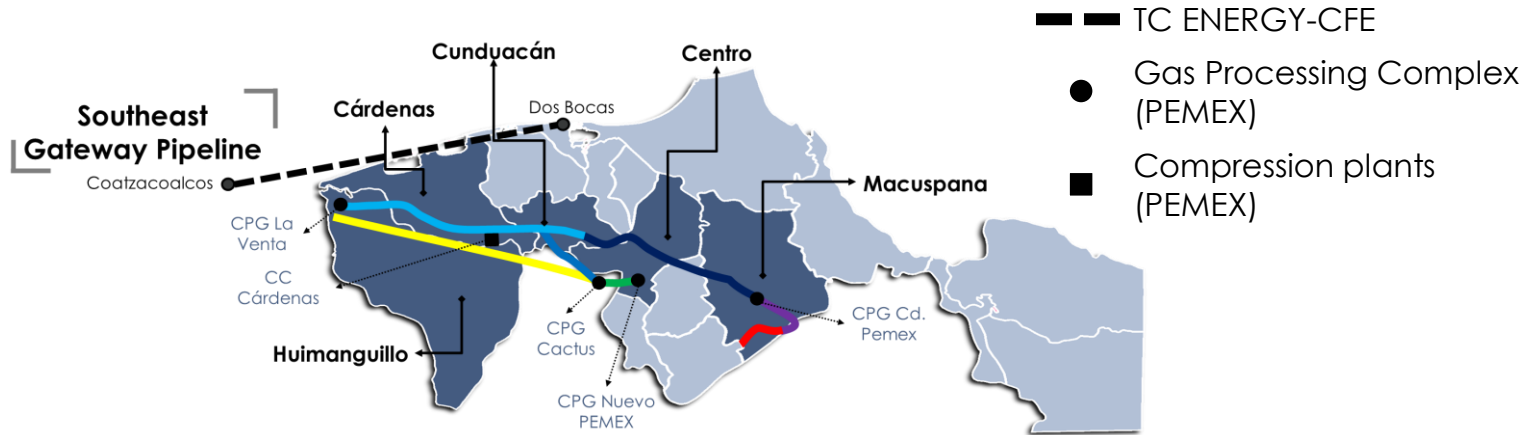 TC ENERGY-CFE
Gas Processing Complex
(PEMEX)
Compression plants
(PEMEX)
Cunduacán
Centro
Cárdenas
Dos Bocas
Southeast
Gateway Pipeline
Coatzacoalcos
Macuspana
CPG La
Venta
CC
Cárdenas
CPG Cd.
Pemex
CPG
Cactus
Huimanguillo
CPG Nuevo
PEMEX